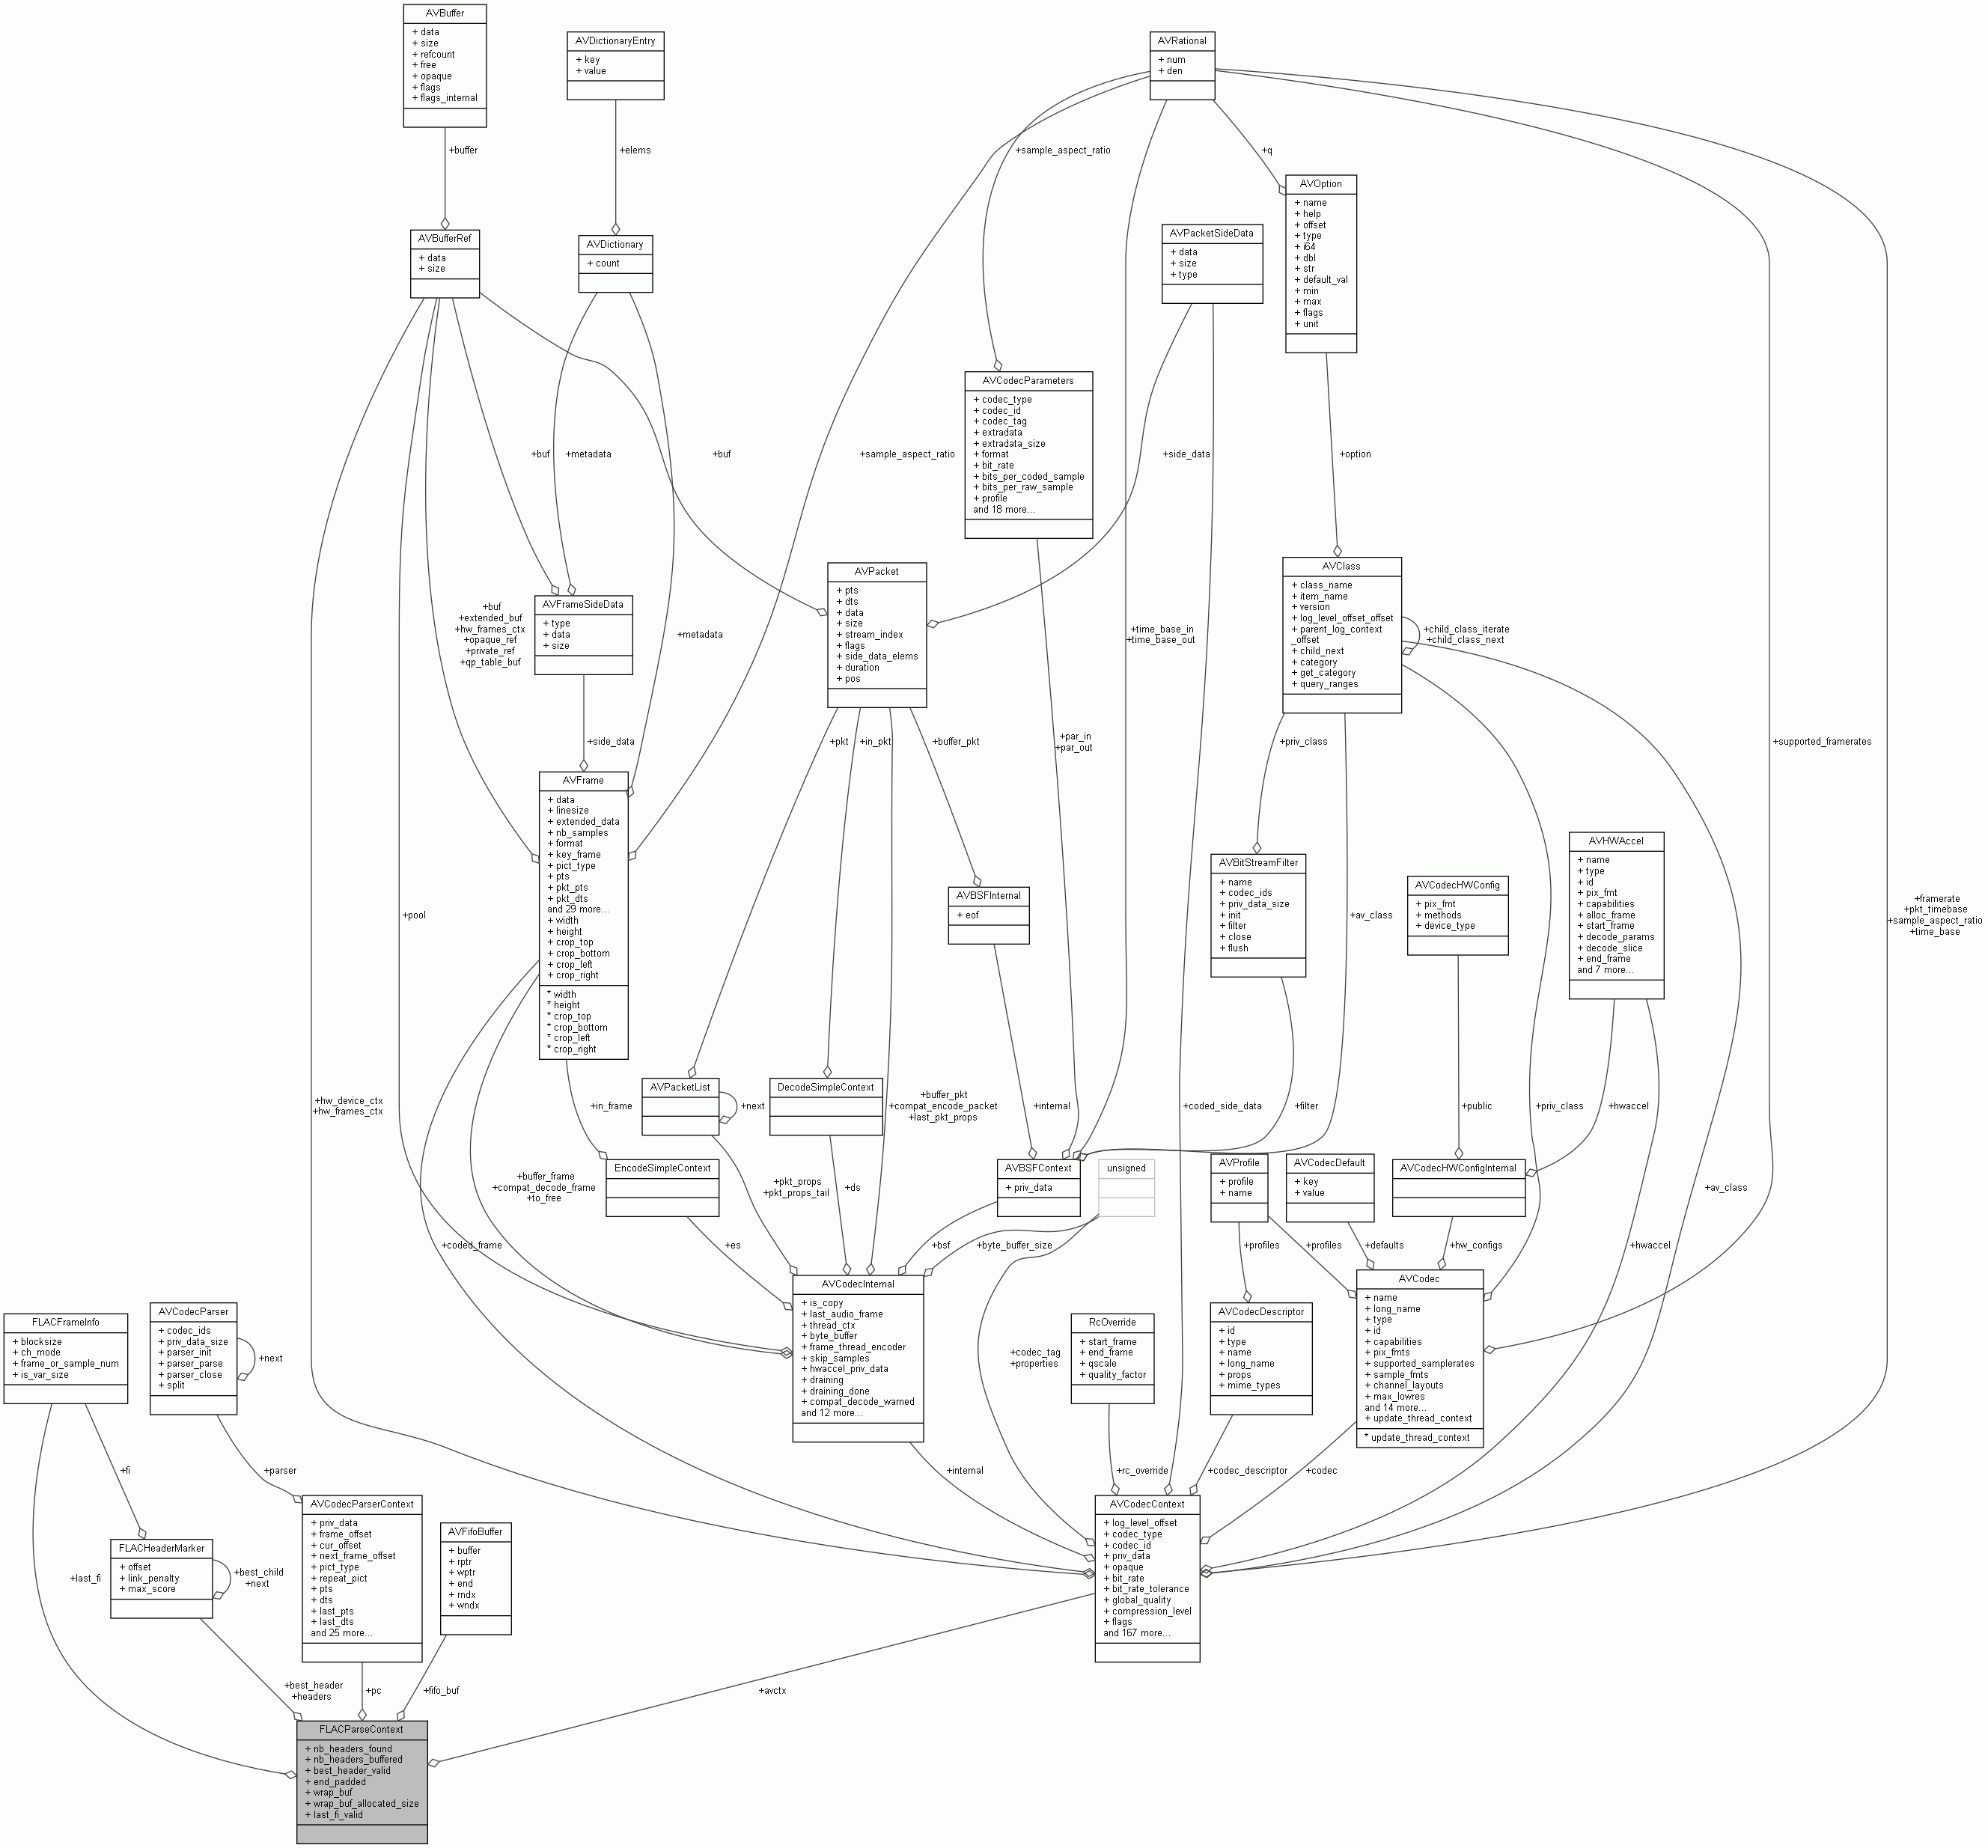 AVBuffer
+ data
+ size
+ refcount
+ free
+ opaque
+ flags
+ flags_internal
AVDictionaryEntry
+ key
+ value
AVRational
+ num
+ den
+buffer
+elems
+sample_aspect_ratio
+q
AVOption
+ name
+ help
+ offset
+ type
+ i64
+ dbl
+ str
+ default_val
+ min
+ max
+ flags
+ unit
AVBufferRef
+ data
+ size
AVDictionary
+ count
AVPacketSideData
+ data
+ size
+ type
AVCodecParameters
+ codec_type
+ codec_id
+ codec_tag
+ extradata
+ extradata_size
+ format
+ bit_rate
+ bits_per_coded_sample
+ bits_per_raw_sample
+ profile
and 18 more...
+buf
+metadata
+buf
+sample_aspect_ratio
+side_data
+option
AVClass
+ class_name
+ item_name
+ version
+ log_level_offset_offset
+ parent_log_context
_offset
+ child_next
+ category
+ get_category
+ query_ranges
+child_class_iterate
+child_class_next
AVPacket
+ pts
+ dts
+ data
+ size
+ stream_index
+ flags
+ side_data_elems
+ duration
+ pos
AVFrameSideData
+ type
+ data
+ size
+buf
+extended_buf
+hw_frames_ctx
+opaque_ref
+private_ref
+qp_table_buf
+metadata
+time_base_in
+time_base_out
+side_data
+pkt
+in_pkt
+buffer_pkt
+par_in
+par_out
+priv_class
+supported_framerates
AVFrame
+ data
+ linesize
+ extended_data
+ nb_samples
+ format
+ key_frame
+ pict_type
+ pts
+ pkt_pts
+ pkt_dts
and 29 more...
+ width
+ height
+ crop_top
+ crop_bottom
+ crop_left
+ crop_right
* width
* height
* crop_top
* crop_bottom
* crop_left
* crop_right
AVHWAccel
+ name
+ type
+ id
+ pix_fmt
+ capabilities
+ alloc_frame
+ start_frame
+ decode_params
+ decode_slice
+ end_frame
and 7 more...
AVBitStreamFilter
+ name
+ codec_ids
+ priv_data_size
+ init
+ filter
+ close
+ flush
AVCodecHWConfig
+ pix_fmt
+ methods
+ device_type
AVBSFInternal
+ eof
+pool
+av_class
+framerate
+pkt_timebase
+sample_aspect_ratio
+time_base
AVPacketList
+next
DecodeSimpleContext
+hw_device_ctx
+hw_frames_ctx
+in_frame
+buffer_pkt
+compat_encode_packet
+last_pkt_props
+internal
+coded_side_data
+filter
+public
+priv_class
+hwaccel
EncodeSimpleContext
AVBSFContext
+ priv_data
unsigned
AVProfile
+ profile
+ name
AVCodecDefault
+ key
+ value
AVCodecHWConfigInternal
+buffer_frame
+compat_decode_frame
+to_free
+pkt_props
+pkt_props_tail
+ds
+av_class
+coded_frame
+es
+bsf
+byte_buffer_size
+profiles
+profiles
+defaults
+hw_configs
+hwaccel
AVCodecInternal
+ is_copy
+ last_audio_frame
+ thread_ctx
+ byte_buffer
+ frame_thread_encoder
+ skip_samples
+ hwaccel_priv_data
+ draining
+ draining_done
+ compat_decode_warned
and 12 more...
AVCodec
+ name
+ long_name
+ type
+ id
+ capabilities
+ pix_fmts
+ supported_samplerates
+ sample_fmts
+ channel_layouts
+ max_lowres
and 14 more...
+ update_thread_context
* update_thread_context
FLACFrameInfo
+ blocksize
+ ch_mode
+ frame_or_sample_num
+ is_var_size
AVCodecParser
+ codec_ids
+ priv_data_size
+ parser_init
+ parser_parse
+ parser_close
+ split
+next
+codec_tag
+properties
RcOverride
+ start_frame
+ end_frame
+ qscale
+ quality_factor
AVCodecDescriptor
+ id
+ type
+ name
+ long_name
+ props
+ mime_types
+fi
+parser
+internal
+rc_override
+codec_descriptor
+codec
AVCodecParserContext
+ priv_data
+ frame_offset
+ cur_offset
+ next_frame_offset
+ pict_type
+ repeat_pict
+ pts
+ dts
+ last_pts
+ last_dts
and 25 more...
AVCodecContext
+ log_level_offset
+ codec_type
+ codec_id
+ priv_data
+ opaque
+ bit_rate
+ bit_rate_tolerance
+ global_quality
+ compression_level
+ flags
and 167 more...
AVFifoBuffer
+ buffer
+ rptr
+ wptr
+ end
+ rndx
+ wndx
FLACHeaderMarker
+ offset
+ link_penalty
+ max_score
+best_child
+next
+last_fi
+best_header
+headers
+pc
+fifo_buf
+avctx
FLACParseContext
+ nb_headers_found
+ nb_headers_buffered
+ best_header_valid
+ end_padded
+ wrap_buf
+ wrap_buf_allocated_size
+ last_fi_valid